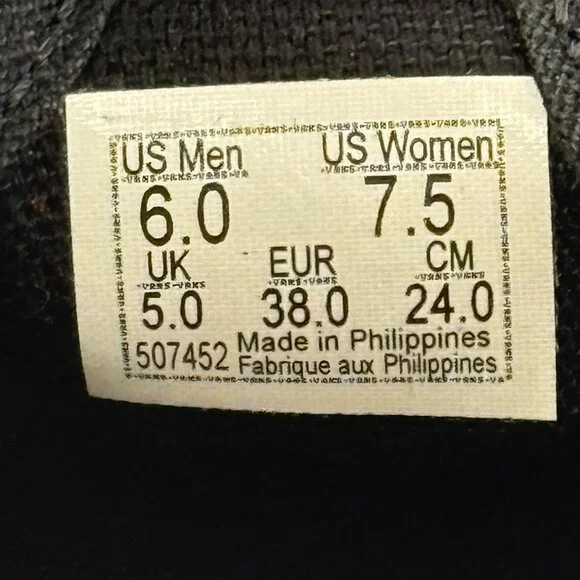 US Men US Women
6.0 7.5
UK EUR CM
5.0 38.0 24.0
507452 Made in Philippines
Fabrique aux Philippines